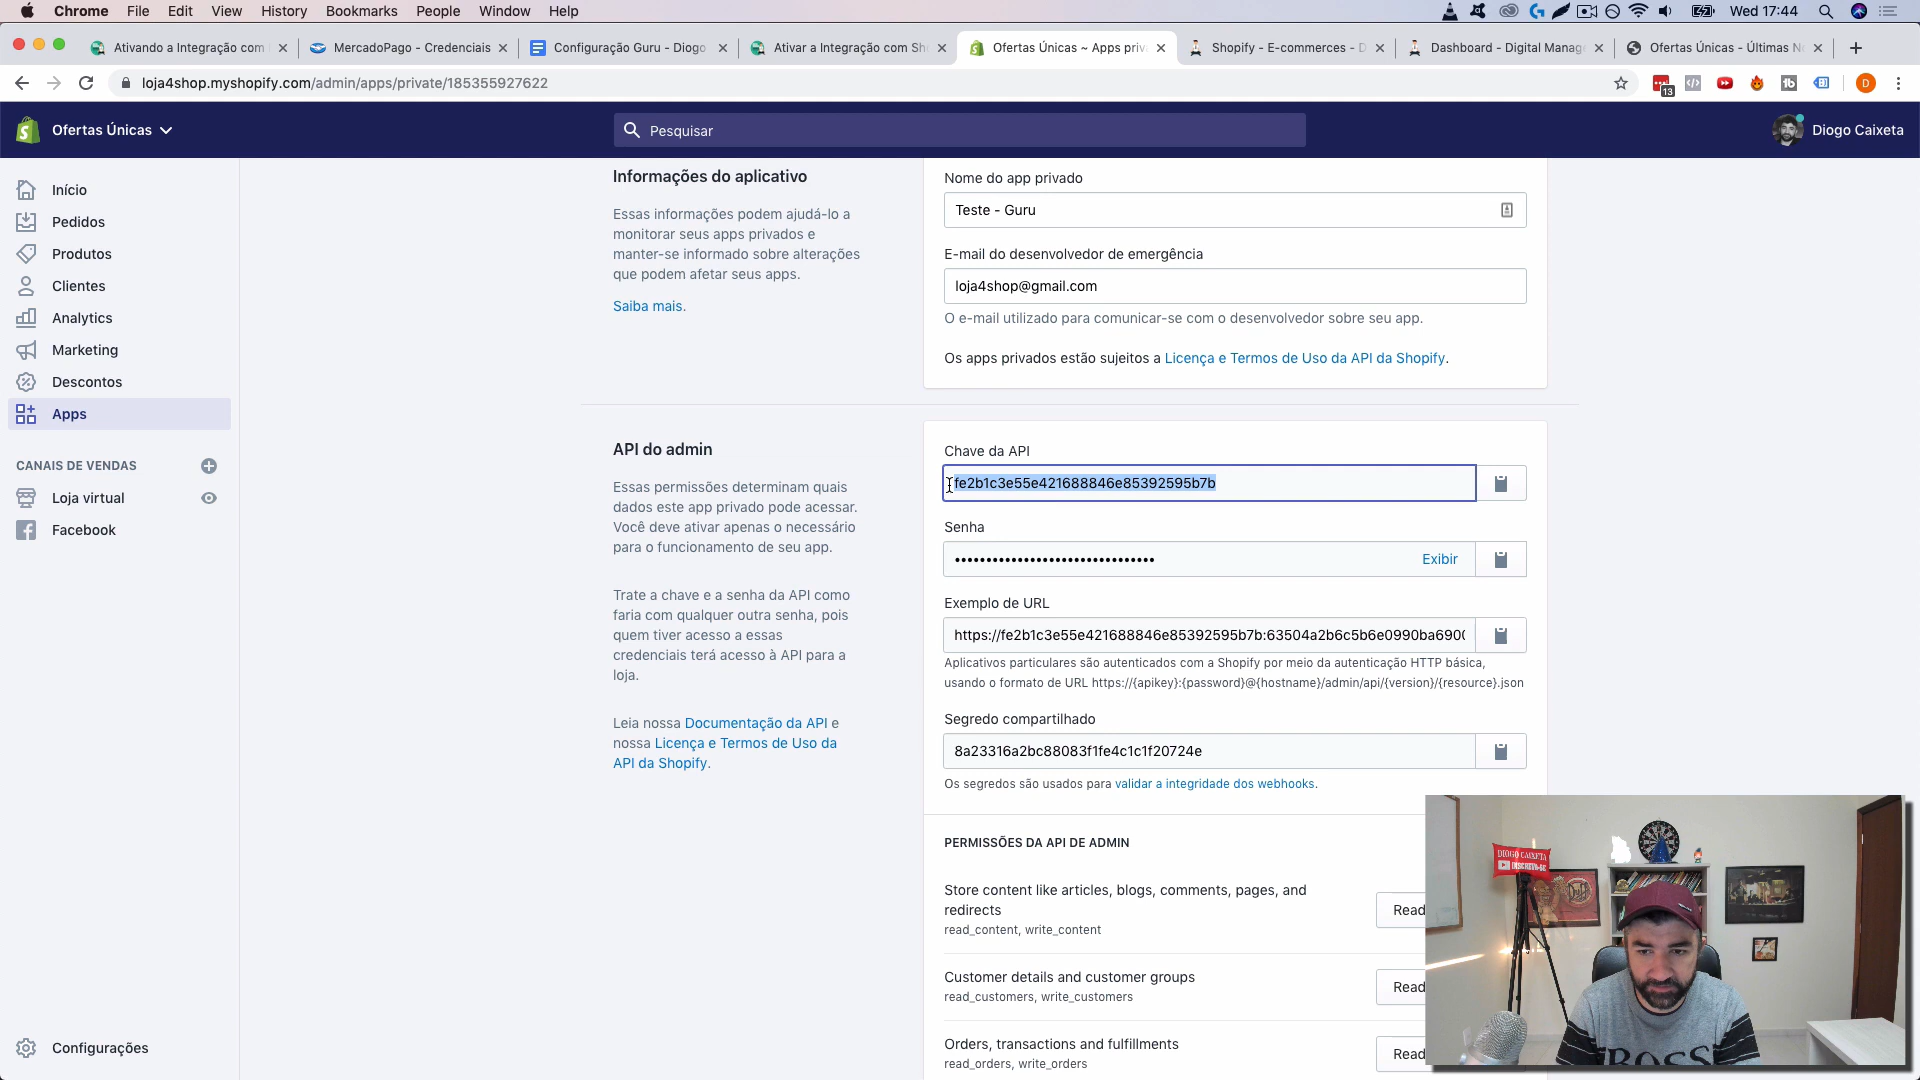 Chrome File Edit View History Bookmarks People Window Help Wed 17:44
Ativando a Integração com MercadoPago - Credenciais Configuração Guru - Diogo Ativar a Integração com Sh Ofertas Únicas ~ Apps priv Shopify - E-commerces - D Dashboard - Digital Manag Ofertas Únicas - Últimas N
loja4shop.myshopify.com/admin/apps/private/185355927622
13
Ofertas Únicas
Pesquisar
Diogo Caixeta
Início
Pedidos
Produtos
Clientes
Analytics
Marketing
Descontos
Apps
CANAIS DE VENDAS
Loja virtual
Facebook
Configurações
Informações do aplicativo
Essas informações podem ajudá-lo a
monitorar seus apps privados e
manter-se informado sobre alterações
que podem afetar seus apps.
Saiba mais.
Nome do app privado
Teste - Guru
E-mail do desenvolvedor de emergência
loja4shop@gmail.com
O e-mail utilizado para comunicar-se com o desenvolvedor sobre seu app.
Os apps privados estão sujeitos a Licença e Termos de Uso da API da Shopify.
API do admin
Essas permissões determinam quais
dados este app privado pode acessar.
Você deve ativar apenas o necessário
para o funcionamento de seu app.
Trate a chave e a senha da API como
faria com qualquer outra senha, pois
quem tiver acesso a essas
credenciais terá acesso à API para a
loja.
Leia nossa Documentação da API e
nossa Licença e Termos de Uso da
API da Shopify.
Chave da API
fe2b1c3e55e421688846e85392595b7b
Senha
••••••••••••••••••••••••••••••••
Exibir
Exemplo de URL
https://fe2b1c3e55e421688846e85392595b7b:63504a2b6c5b6e0990ba690(
Aplicativos particulares são autenticados com a Shopify por meio da autenticação HTTP básica,
usando o formato de URL https://{apikey}:{password}@{hostname}/admin/api/{version}/{resource}.json
Segredo compartilhado
8a23316a2bc88083f1fe4c1c1f20724e
Os segredos são usados para validar a integridade dos webhooks.
PERMISSÕES DA API DE ADMIN
Store content like articles, blogs, comments, pages, and
redirects
read_content, write_content
Read
Customer details and customer groups
read_customers, write_customers
Read
Orders, transactions and fulfillments
read_orders, write_orders
Read
DIOGO CAIXETA
INSCREVA-SE
BOSS